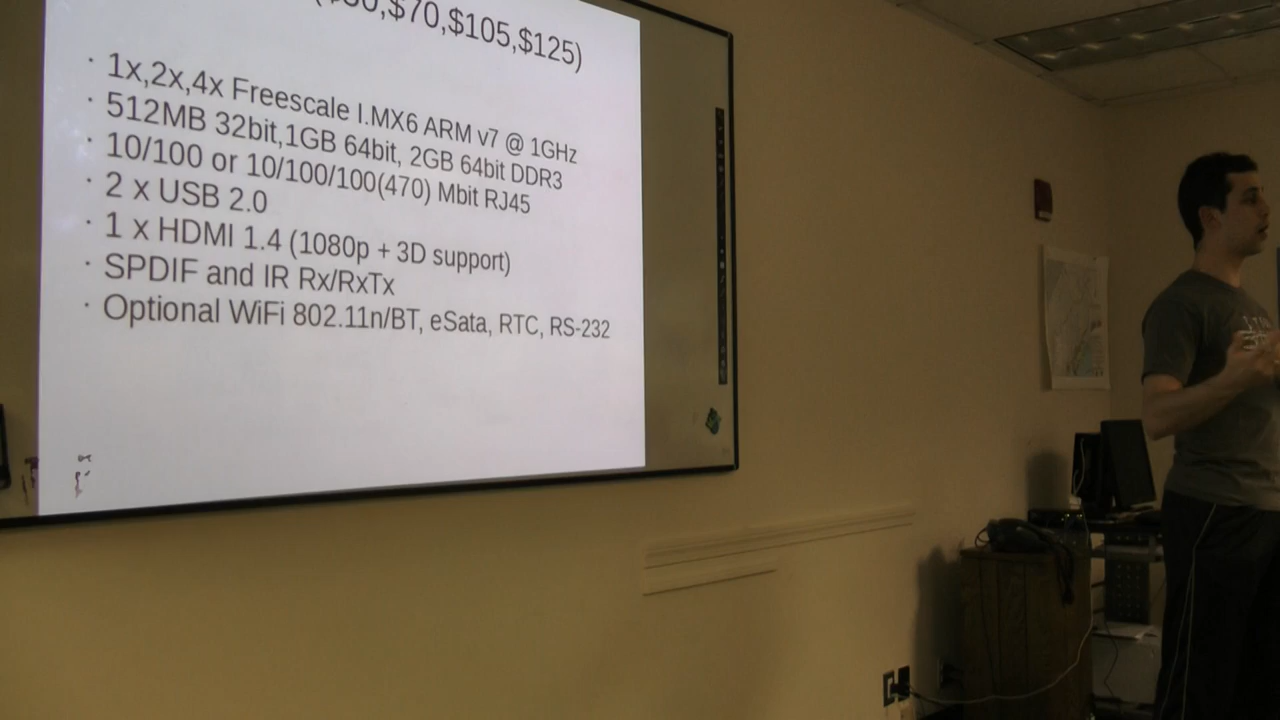 ,$70,$105,$125)
· 1x,2x,4x Freescale I.MX6 ARM v7 @ 1GHz
· 512MB 32bit,1GB 64bit, 2GB 64bit DDR3
· 10/100 or 10/100/100(470) Mbit RJ45
· 2 x USB 2.0
· 1 x HDMI 1.4 (1080p + 3D support)
· SPDIF and IR Rx/RxTx
· Optional WiFi 802.11n/BT, eSata, RTC, RS-232